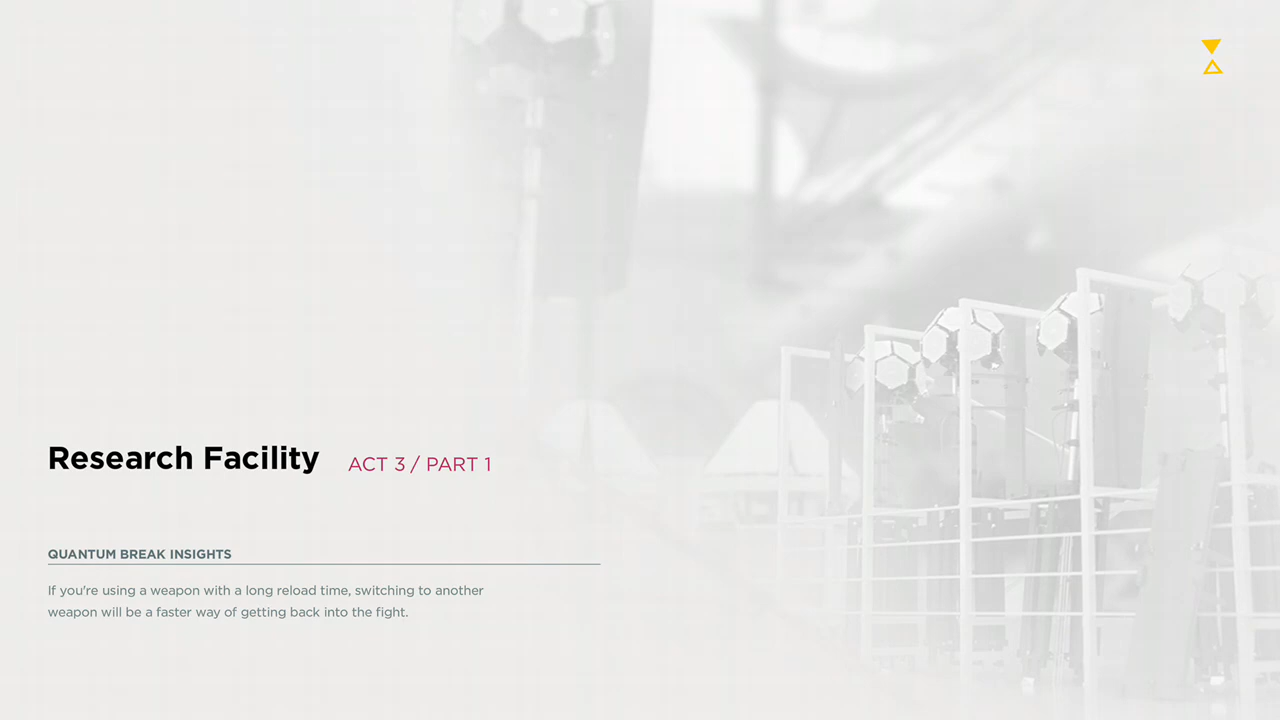 Research Facility ACT 3 / PART 1
QUANTUM BREAK INSIGHTS
If you're using a weapon with a long reload time, switching to another
weapon will be a faster way of getting back into the fight.